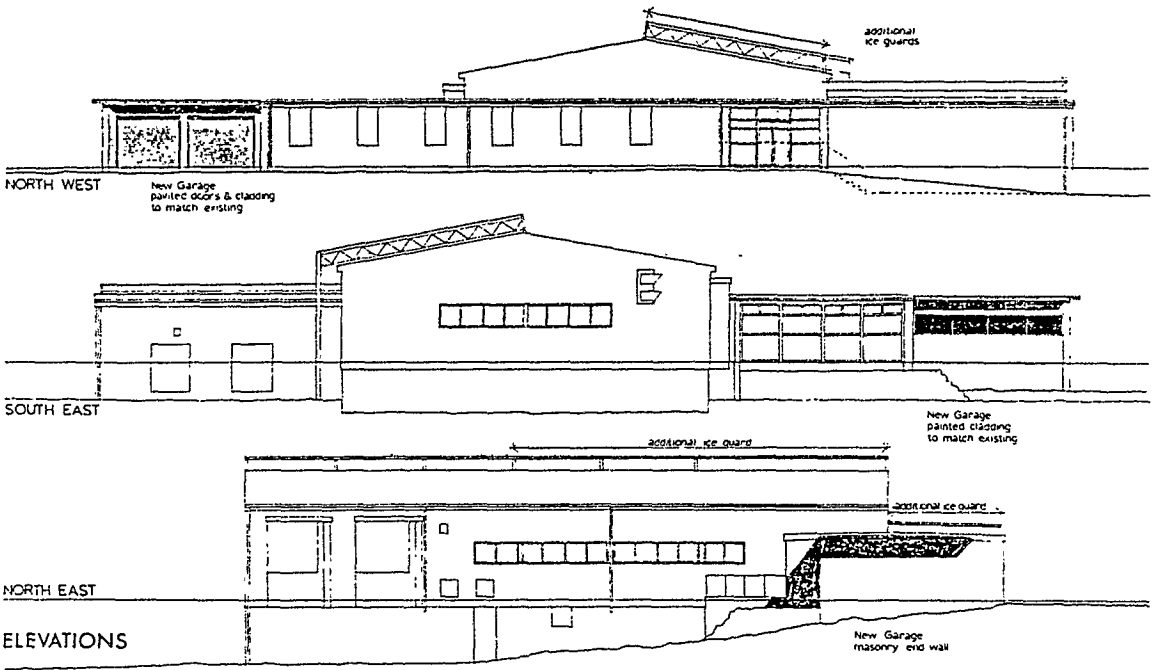 additional
ice guards
NORTH WEST
New Garage
painted doors & cladding
to match existing
SOUTH EAST
New Garage
painted cladding
to match existing
additional ice guard
additional ice guard
NORTH EAST
ELEVATIONS
New Garage
masonry end wall